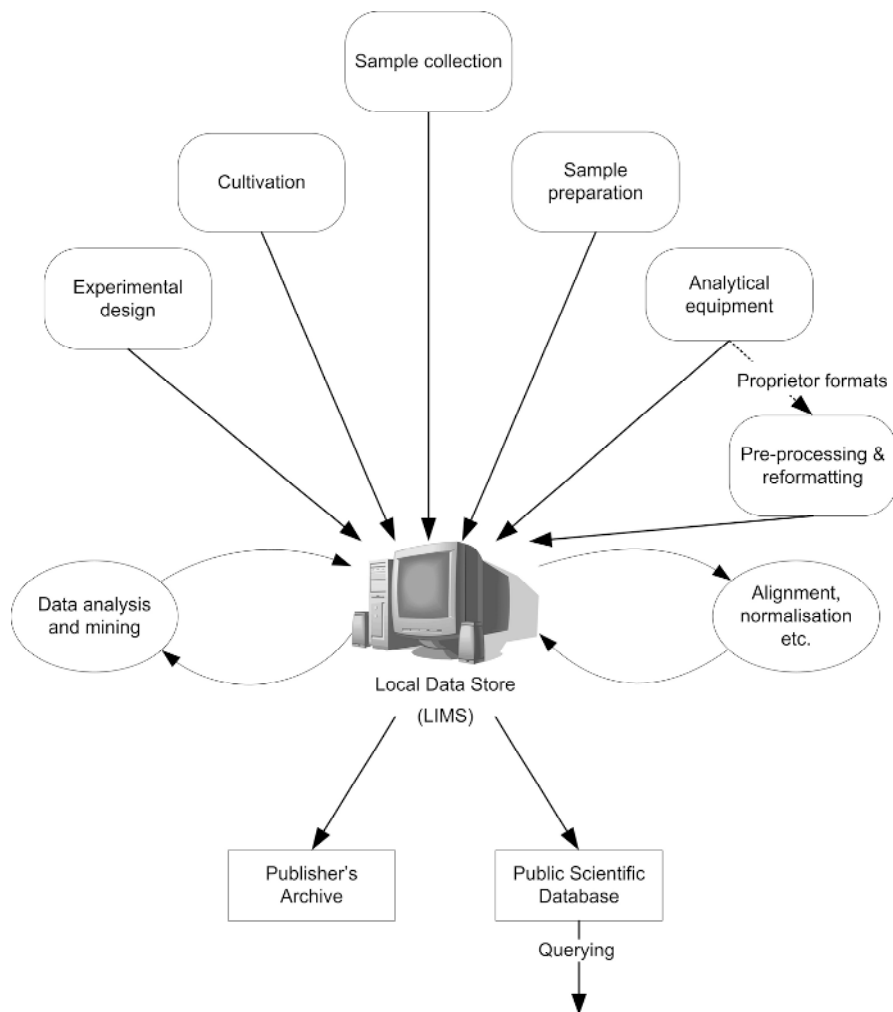 Sample collection
Cultivation
Sample
preparation
Experimental
design
Analytical
equipment
Proprietor formats
Pre-processing &
reformatting
Data analysis
and mining
Alignment,
normalisation
etc.
Local Data Store
(LIMS)
Publisher's
Archive
Public Scientific
Database
Querying